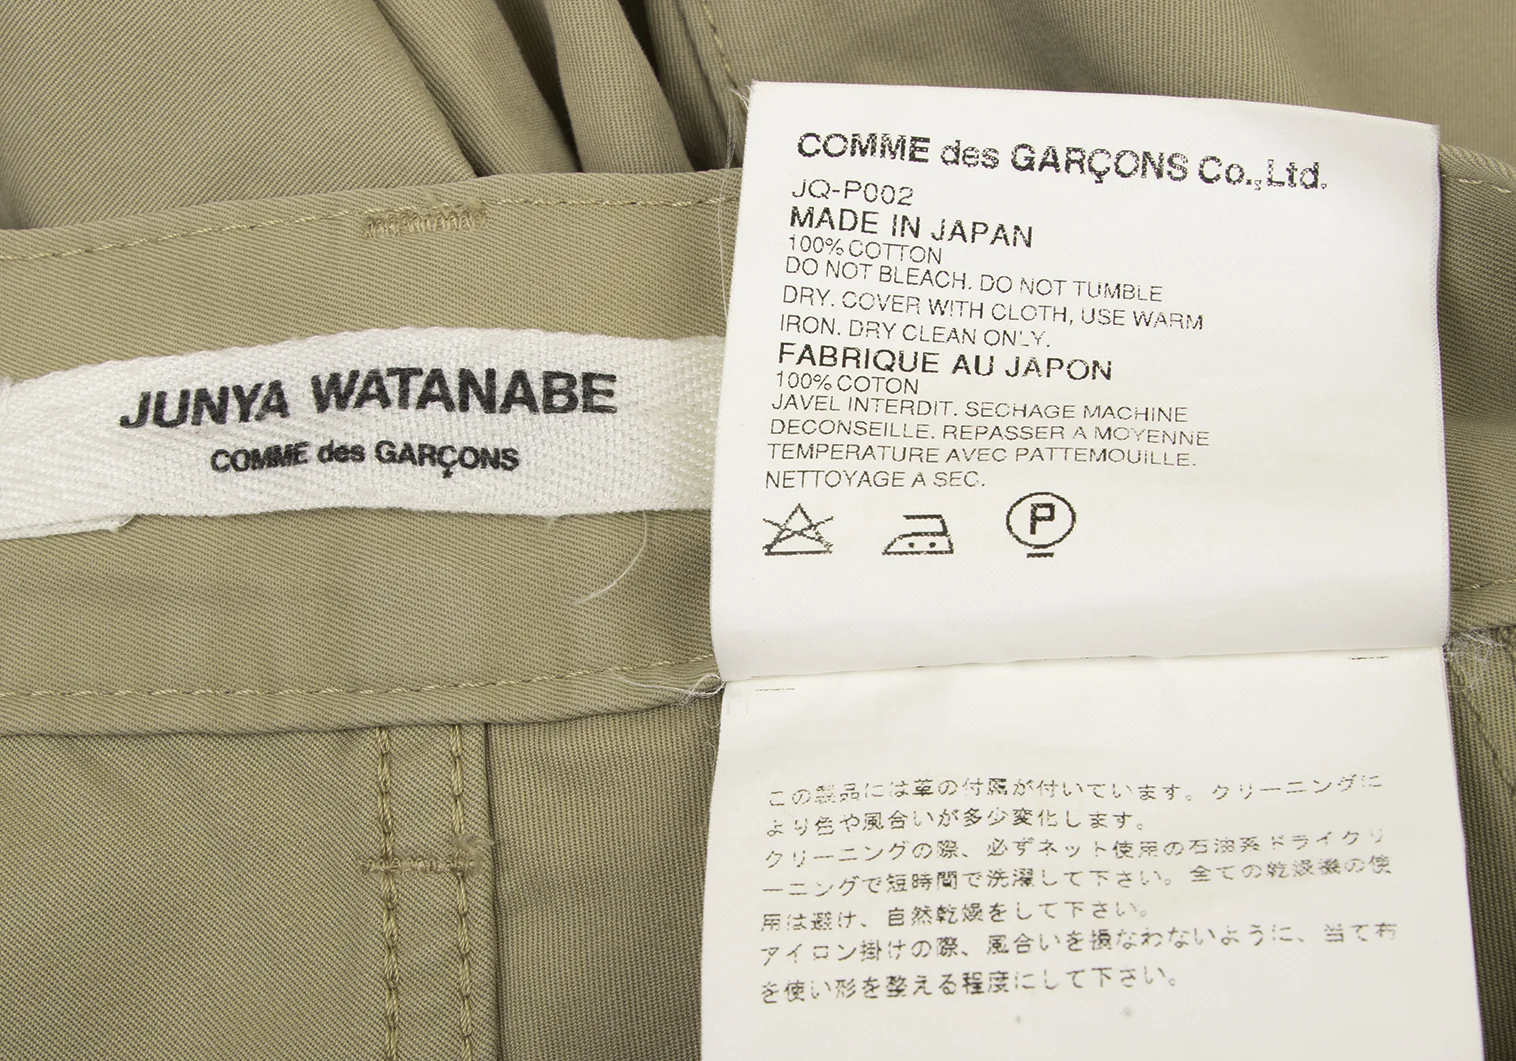 JUNYA WATANABE
COMME des GARÇONS
COMME des GARÇONS Co.,Ltd.
JQ-P002
MADE IN JAPAN
100% COTTON
DO NOT BLEACH. DO NOT TUMBLE
DRY. COVER WITH CLOTH, USE WARM
IRON. DRY CLEAN ONLY.
FABRIQUE AU JAPON
100% COTON
JAVEL INTERDIT. SECHAGE MACHINE
DECONSEILLE. REPASSER A MOYENNE
TEMPERATURE AVEC PATTEMOUILLE.
NETTOYAGE A SEC.
P
この製品には革の付属が付いています。クリーニングに
より色や風合いが多少変化します。
クリーニングの際、必ずネット使用の石油系ドライクリ
ーニングで短時間で洗濯して下さい。全ての乾燥機の使
用は避け、自然乾燥をして下さい。
アイロン掛けの際、風合いを損なわないように、当て布
を使い形を整える程度にして下さい。